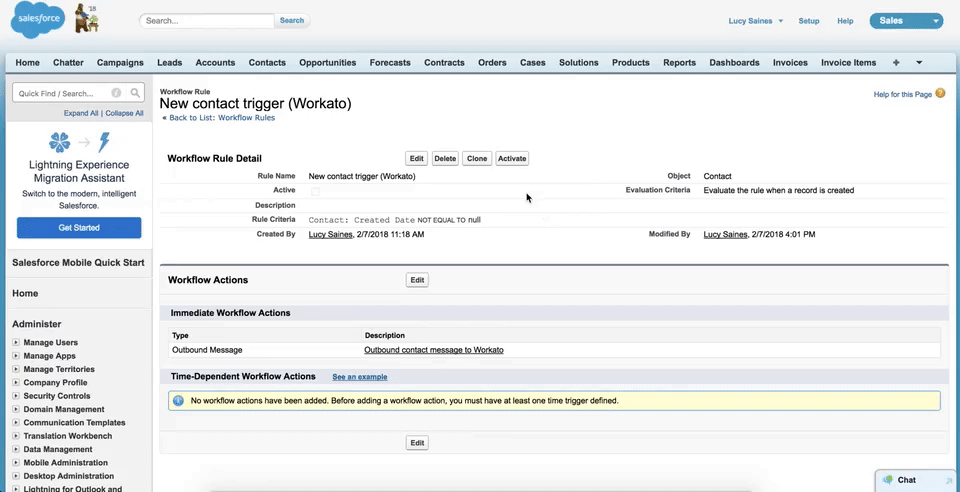 salesforce
'18
Search...
Search
Lucy Saines
Setup
Help
Sales
Home Chatter Campaigns Leads Accounts Contacts Opportunities Forecasts Contracts Orders Cases Solutions Products Reports Dashboards Invoices Invoice Items +
Quick Find / Search...
Expand All | Collapse All
Lightning Experience
Migration Assistant
Switch to the modern, intelligent
Salesforce.
Get Started
Salesforce Mobile Quick Start
Home
Administer
Manage Users
Manage Apps
Manage Territories
Company Profile
Security Controls
Domain Management
Communication Templates
Translation Workbench
Data Management
Mobile Administration
Desktop Administration
Lightning for Outlook and
Workflow Rule
New contact trigger (Workato)
« Back to List: Workflow Rules
Help for this Page ?
Workflow Rule Detail
Edit Delete Clone Activate
Rule Name New contact trigger (Workato) Object Contact
Active Evaluation Criteria Evaluate the rule when a record is created
Description
Rule Criteria Contact: Created Date NOT EQUAL TO null
Created By Lucy Saines, 2/7/2018 11:18 AM Modified By Lucy Saines, 2/7/2018 4:01 PM
Workflow Actions Edit
Immediate Workflow Actions
Type Description
Outbound Message Outbound contact message to Workato
Time-Dependent Workflow Actions See an example
No workflow actions have been added. Before adding a workflow action, you must have at least one time trigger defined.
Edit
Chat